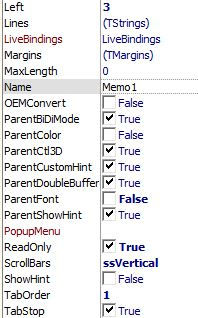 Left 3
Lines (TStrings)
LiveBindings LiveBindings
Margins (TMargins)
MaxLength 0
Name Memo1
OEMConvert False
ParentBiDiMode True
ParentColor False
ParentCtl3D True
ParentCustomHint True
ParentDoubleBuffer True
ParentFont False
ParentShowHint True
PopupMenu
ReadOnly True
ScrollBars ssVertical
ShowHint False
TabOrder 1
TabStop True